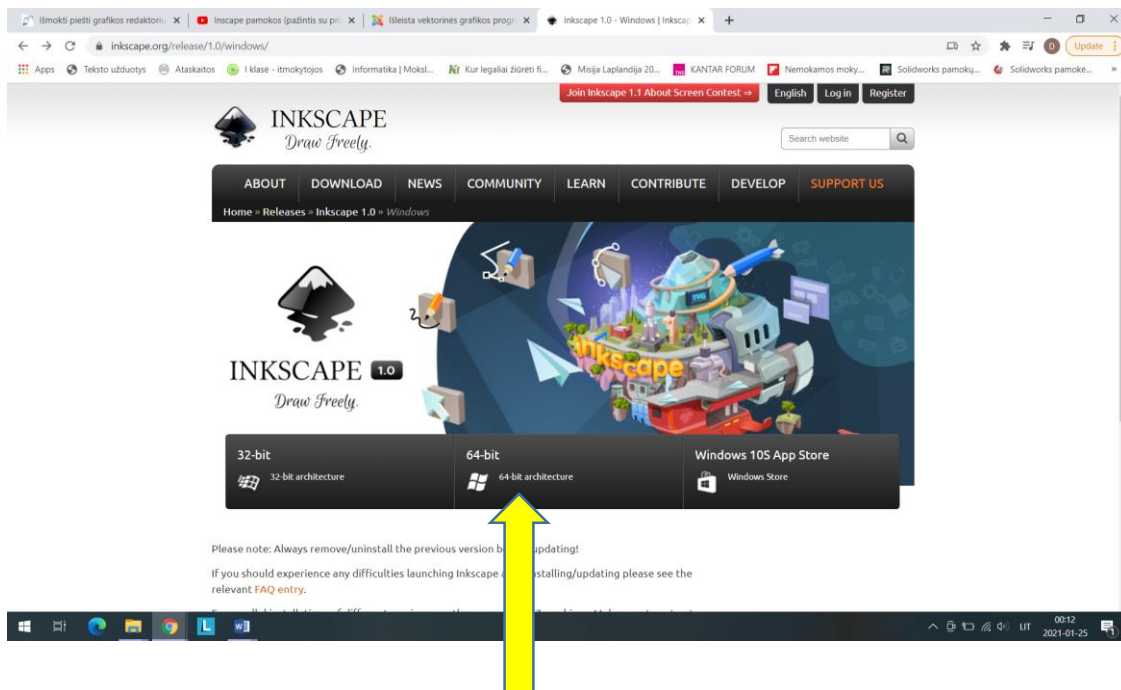 Išmokti piešti grafikos redaktoriu
Inscape pamokos (pažintis su pro
Išleista vektorinės grafikos progr
Inkscape 1.0 - Windows | Inkscap
inkscape.org/release/1.0/windows/
Update
Apps
Teksto užduotys
Ataskaitos
I klase - itmokytojos
Informatika | Moksl...
Kur legaliai žiūrėti fi...
Misija Laplandija 20...
KANTAR FORUM
Nemokamos moky...
Solidworks pamokų...
Solidworks pamoke...
Join Inkscape 1.1 About Screen Contest ⇒
English
Log in
Register
INKSCAPE
Draw Freely.
Search website
ABOUT
DOWNLOAD
NEWS
COMMUNITY
LEARN
CONTRIBUTE
DEVELOP
SUPPORT US
Home » Releases » Inkscape 1.0 » Windows
SVG
Inkscape
INKSCAPE 1.0
Draw Freely.
32-bit
32-bit architecture
64-bit
64-bit architecture
Windows 10S App Store
Windows Store
Please note: Always remove/uninstall the previous version updating!
If you should experience any difficulties launching Inkscape please see the
relevant FAQ entry.
LIT
00:12
2021-01-25